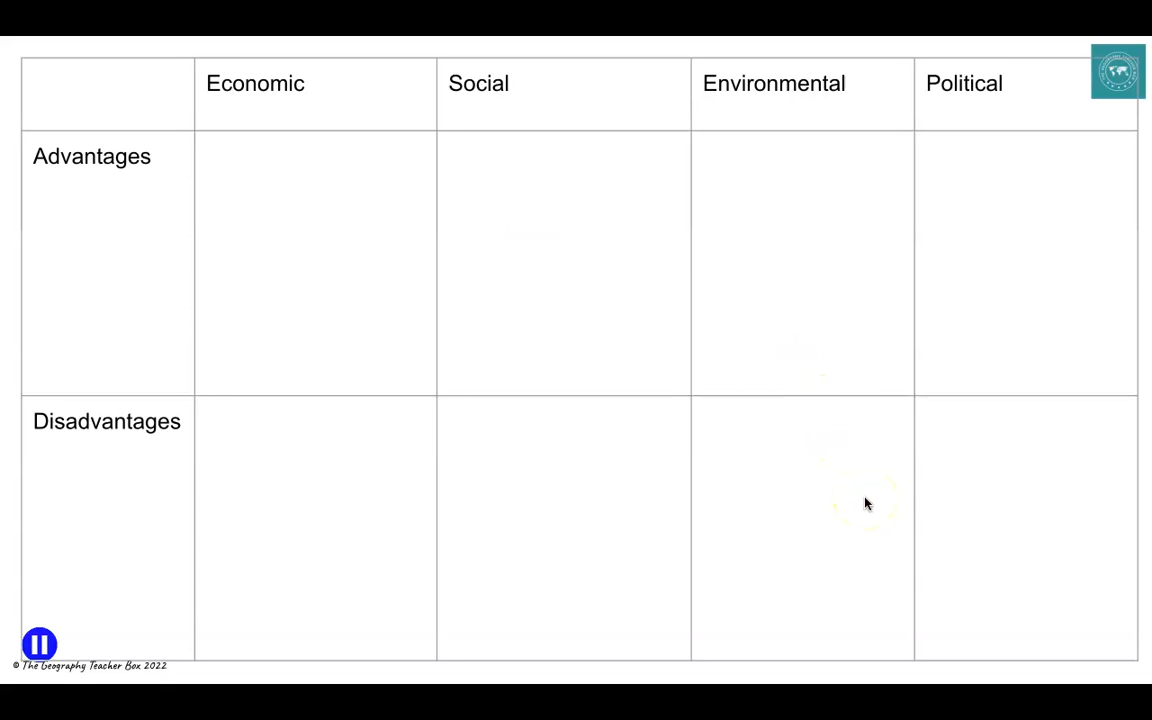 Economic
Social
Environmental
Political
Advantages
Disadvantages
© The Geography Teacher Box 2022